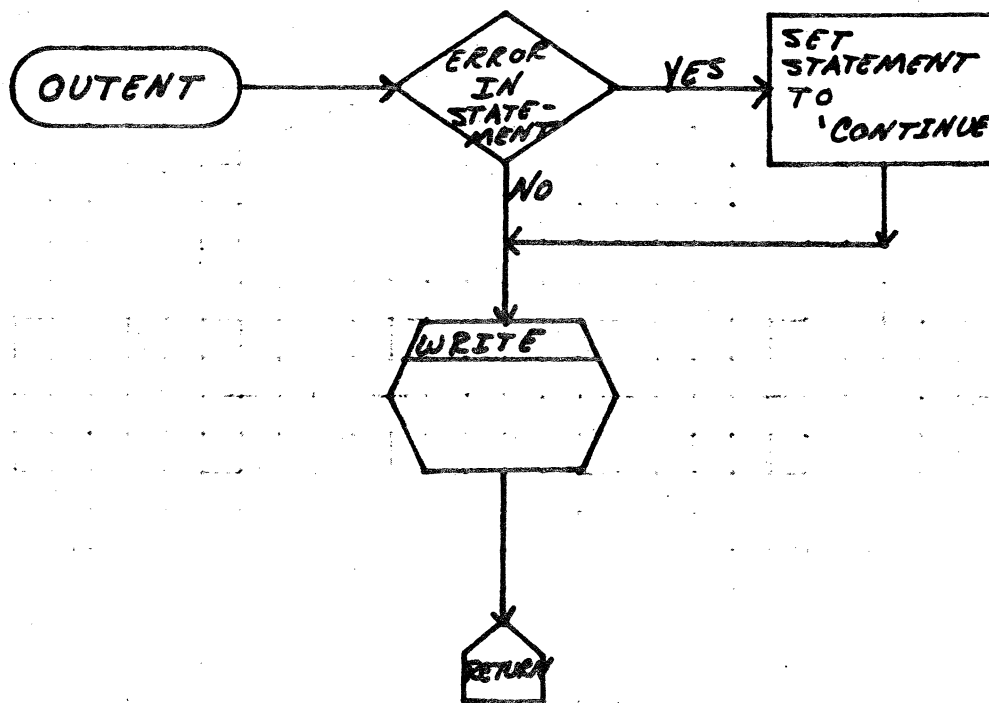 OUTENT
ERROR
IN
STATE-
MENT
YES
SET
STATEMENT
TO
'CONTINUE
NO
WRITE
RETURN